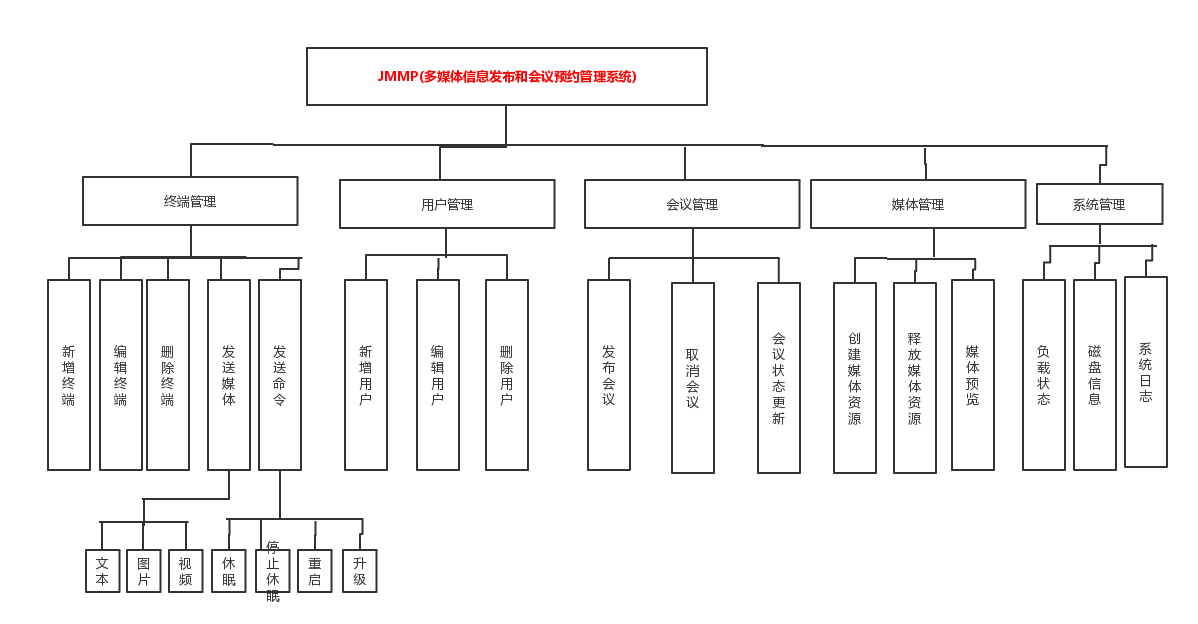 JMMP(多媒体信息发布和会议预约管理系统)
终端管理
用户管理
会议管理
媒体管理
系统管理
新增终端
编辑终端
删除终端
发送媒体
发送命令
新增用户
编辑用户
删除用户
发布会议
取消会议
会议状态更新
创建媒体资源
释放媒体资源
媒体预览
负载状态
磁盘信息
系统日志
文本
图片
视频
休眠
停止休眠
重启
升级